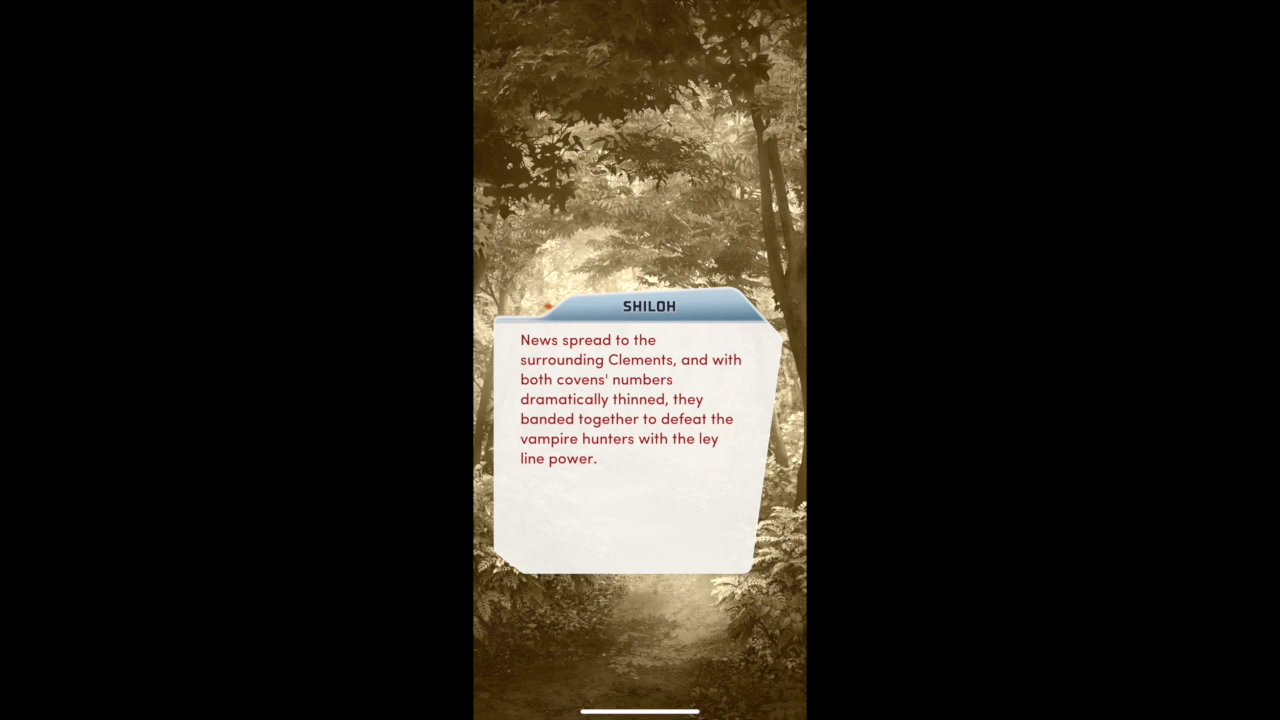 SHILOH
News spread to the
surrounding Clements, and with
both covens' numbers
dramatically thinned, they
banded together to defeat the
vampire hunters with the ley
line power.